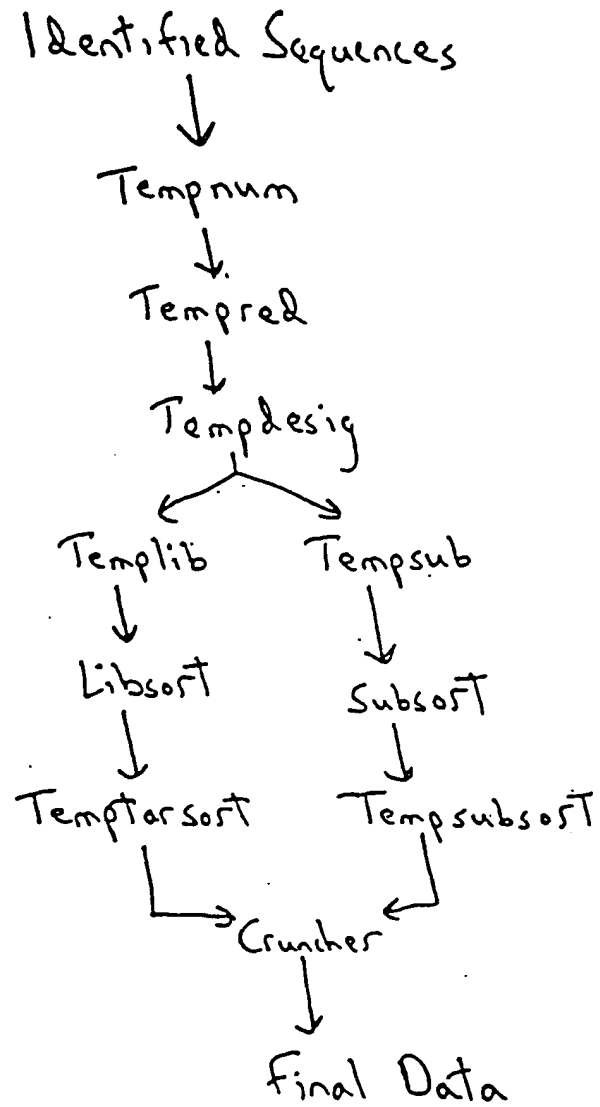 Identified Sequences
Tempnum
Tempred
Tempdesig
Templib Tempsub
Libsort Subsort
Temptarsort Tempsubsort
Cruncher
Final Data